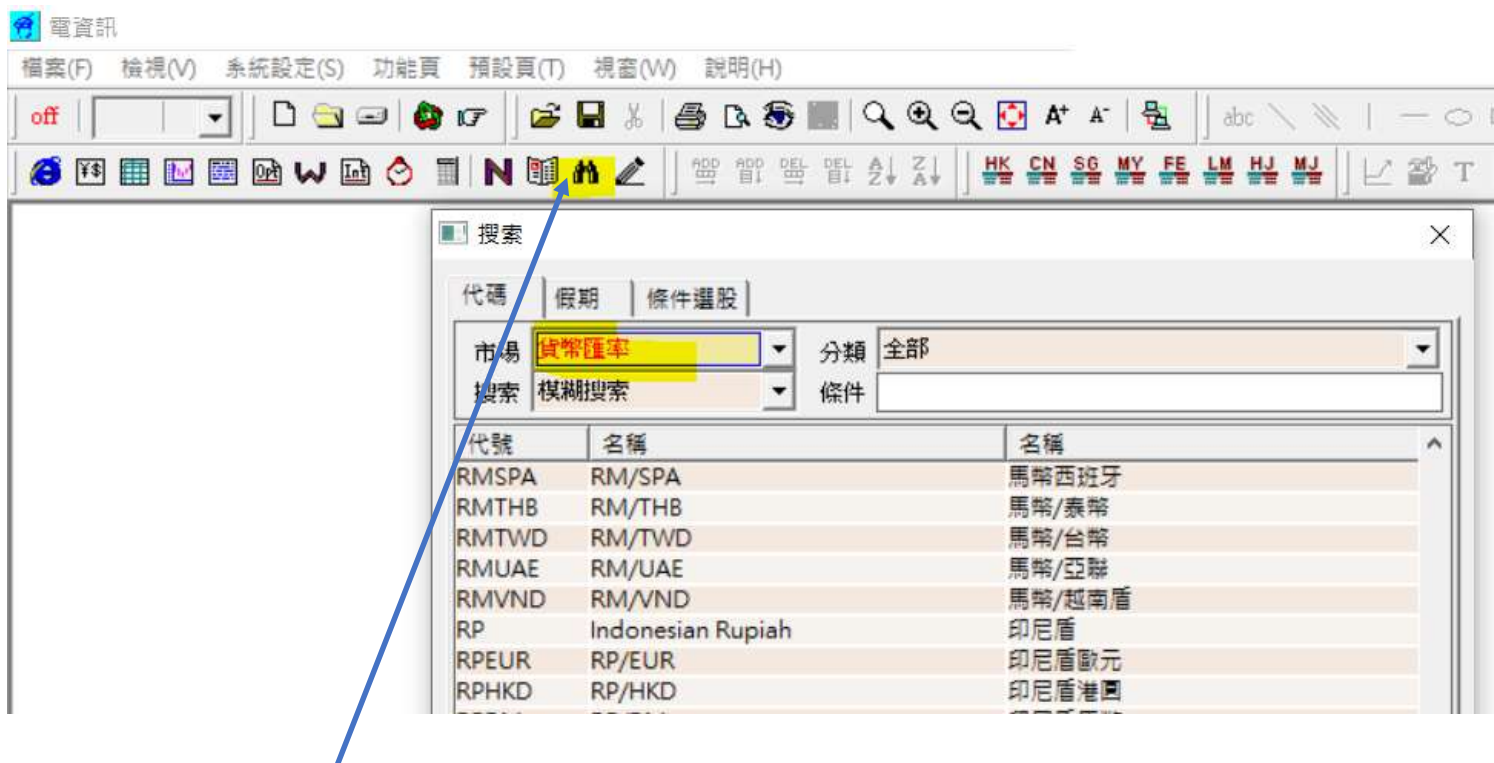 電資訊
檔案(F) 檢視(V) 系統設定(S) 功能頁 預設頁(T) 視窗(W) 說明(H)
off A+ A- abc
¥$ Opt W Int N ADD ADD DEL DEL A Z Z A HK CN SG MY FE LM HJ MJ T
搜索
代碼 假期 條件選股
市場 貨幣匯率 分類 全部
搜索 模糊搜索 條件
代號 名稱 名稱
RMSPA RM/SPA 馬幣西班牙
RMTHB RM/THB 馬幣/泰幣
RMTWD RM/TWD 馬幣/台幣
RMUAE RM/UAE 馬幣/亞聯
RMVND RM/VND 馬幣/越南盾
RP Indonesian Rupiah 印尼盾
RPEUR RP/EUR 印尼盾歐元
RPHKD RP/HKD 印尼盾港圓